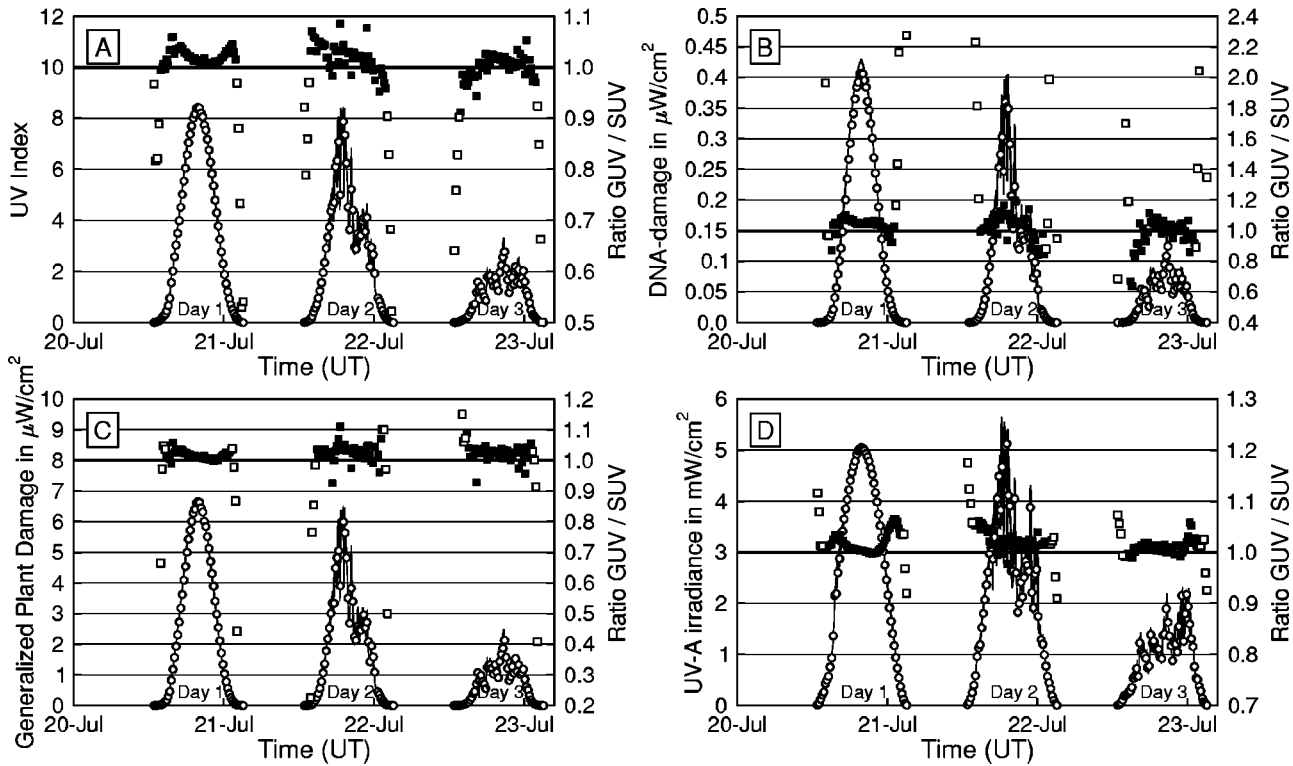 A
UV Index
12
10
8
6
4
2
0
1.1
1.0
0.9
0.8
0.7
0.6
0.5
Ratio GUV / SUV
Day 1
Day 2
Day 3
20-Jul
21-Jul
22-Jul
23-Jul
Time (UT)
B
DNA-damage in µW/cm²
0.5
0.45
0.4
0.35
0.3
0.25
0.2
0.15
0.1
0.05
0.0
2.4
2.2
2.0
1.8
1.6
1.4
1.2
1.0
0.8
0.6
0.4
Ratio GUV / SUV
Day 1
Day 2
Day 3
20-Jul
21-Jul
22-Jul
23-Jul
Time (UT)
C
Generalized Plant Damage in µW/cm²
10
9
8
7
6
5
4
3
2
1
0
1.2
1.1
1.0
0.9
0.8
0.7
0.6
0.5
0.4
0.3
0.2
Ratio GUV / SUV
Day 1
Day 2
Day 3
20-Jul
21-Jul
22-Jul
23-Jul
Time (UT)
D
UV-A irradiance in mW/cm²
6
5
4
3
2
1
0
1.3
1.2
1.1
1.0
0.9
0.8
0.7
Ratio GUV / SUV
Day 1
Day 2
Day 3
20-Jul
21-Jul
22-Jul
23-Jul
Time (UT)